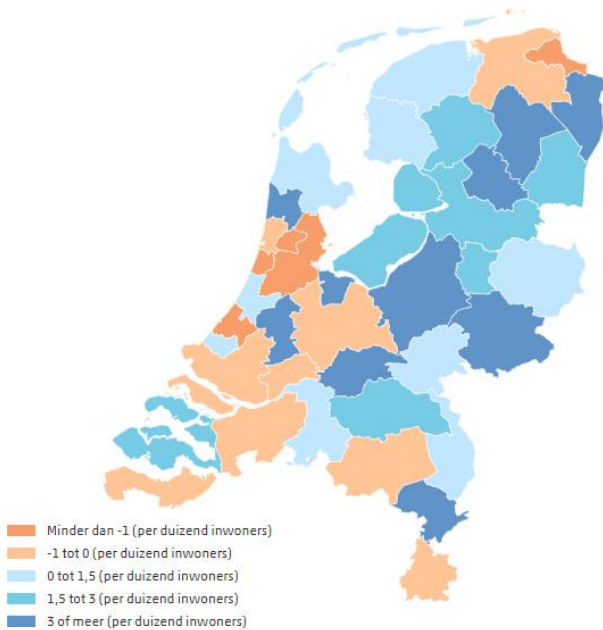 Minder dan -1 (per duizend inwoners)
-1 tot 0 (per duizend inwoners)
0 tot 1,5 (per duizend inwoners)
1,5 tot 3 (per duizend inwoners)
3 of meer (per duizend inwoners)